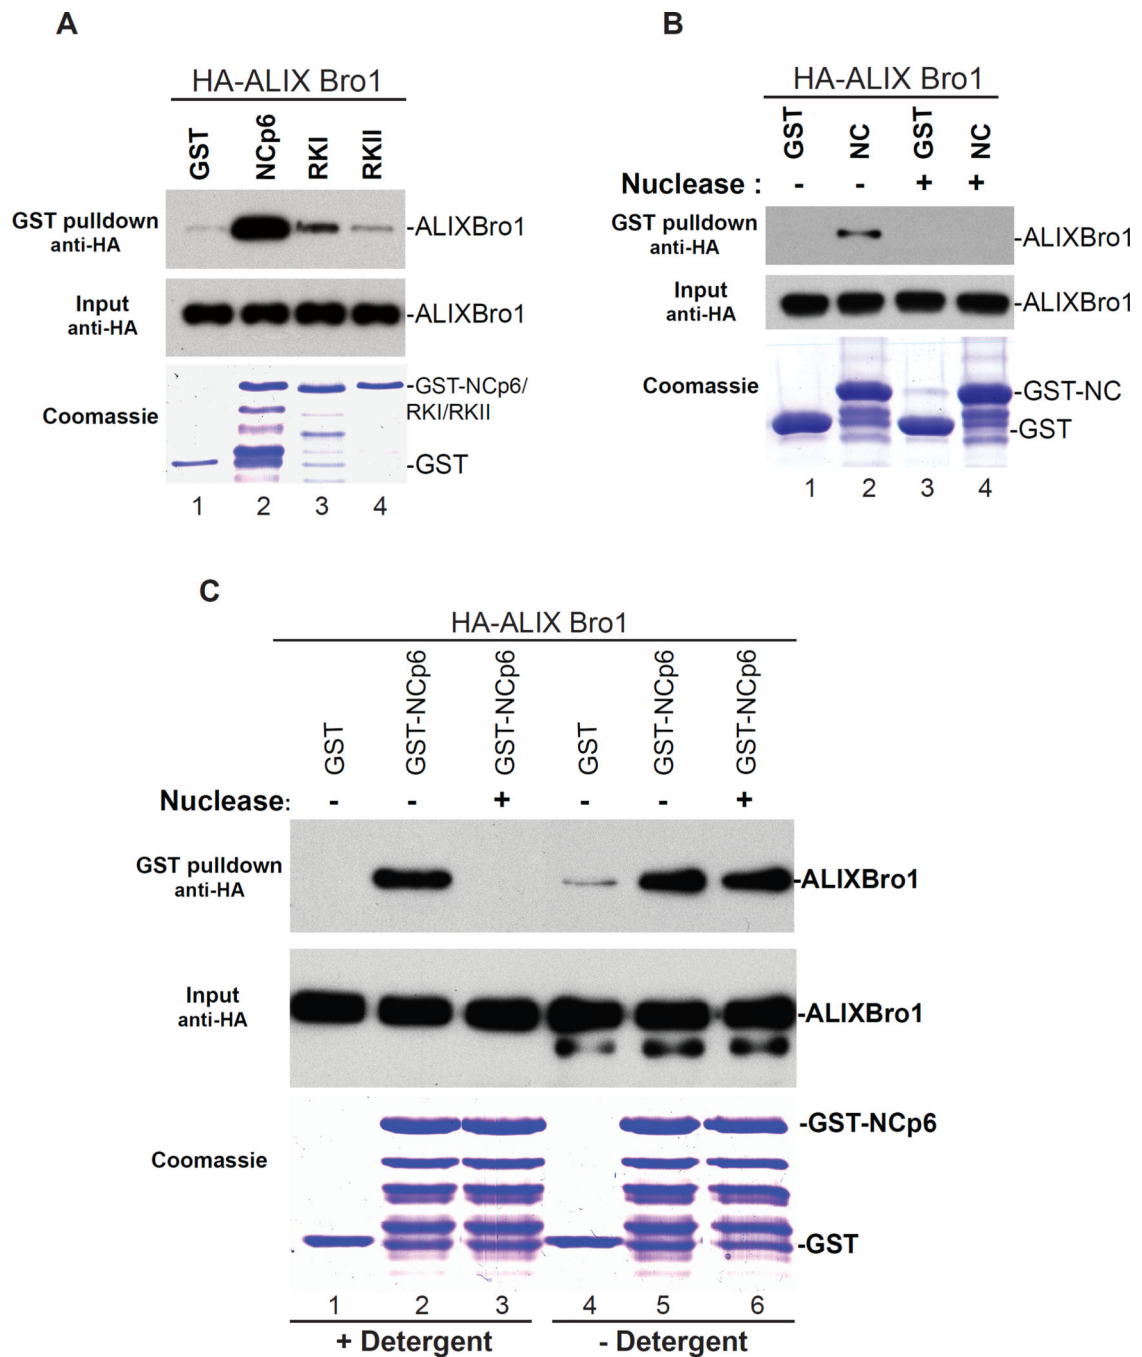 A
HA-ALIX Bro1
GST NCp6 RKI RKII
GST pulldown
anti-HA
-ALIXBro1
Input
anti-HA
-ALIXBro1
Coomassie
-GST-NCp6/
RKI/RKII
-GST
1 2 3 4
B
HA-ALIX Bro1
GST NC GST NC
Nuclease : - - + +
GST pulldown
anti-HA
-ALIXBro1
Input
anti-HA
-ALIXBro1
Coomassie
-GST-NC
-GST
1 2 3 4
C
HA-ALIX Bro1
GST GST-NCp6 GST-NCp6 GST GST-NCp6 GST-NCp6
Nuclease: - - + - - +
GST pulldown
anti-HA
-ALIXBro1
Input
anti-HA
-ALIXBro1
Coomassie
-GST-NCp6
-GST
1 2 3 4 5 6
+ Detergent - Detergent